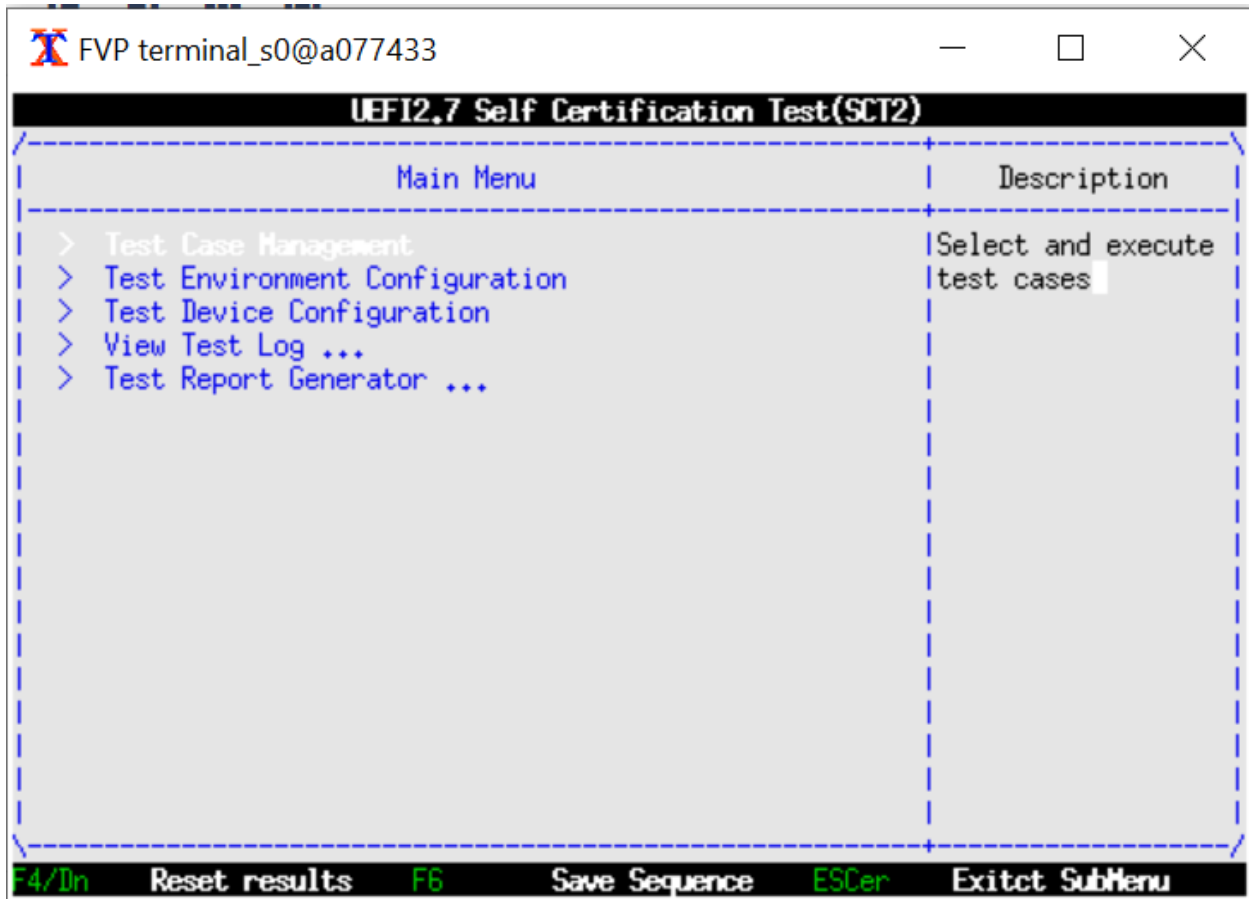 FVP terminal_s0@a077433
UEFI2.7 Self Certification Test(SCT2)
Main Menu
Description
> Test Case Management
> Test Environment Configuration
> Test Device Configuration
> View Test Log ...
> Test Report Generator ...
Select and execute
test cases
F4/Dn Reset results F6 Save Sequence ESCer Exitct SubMenu